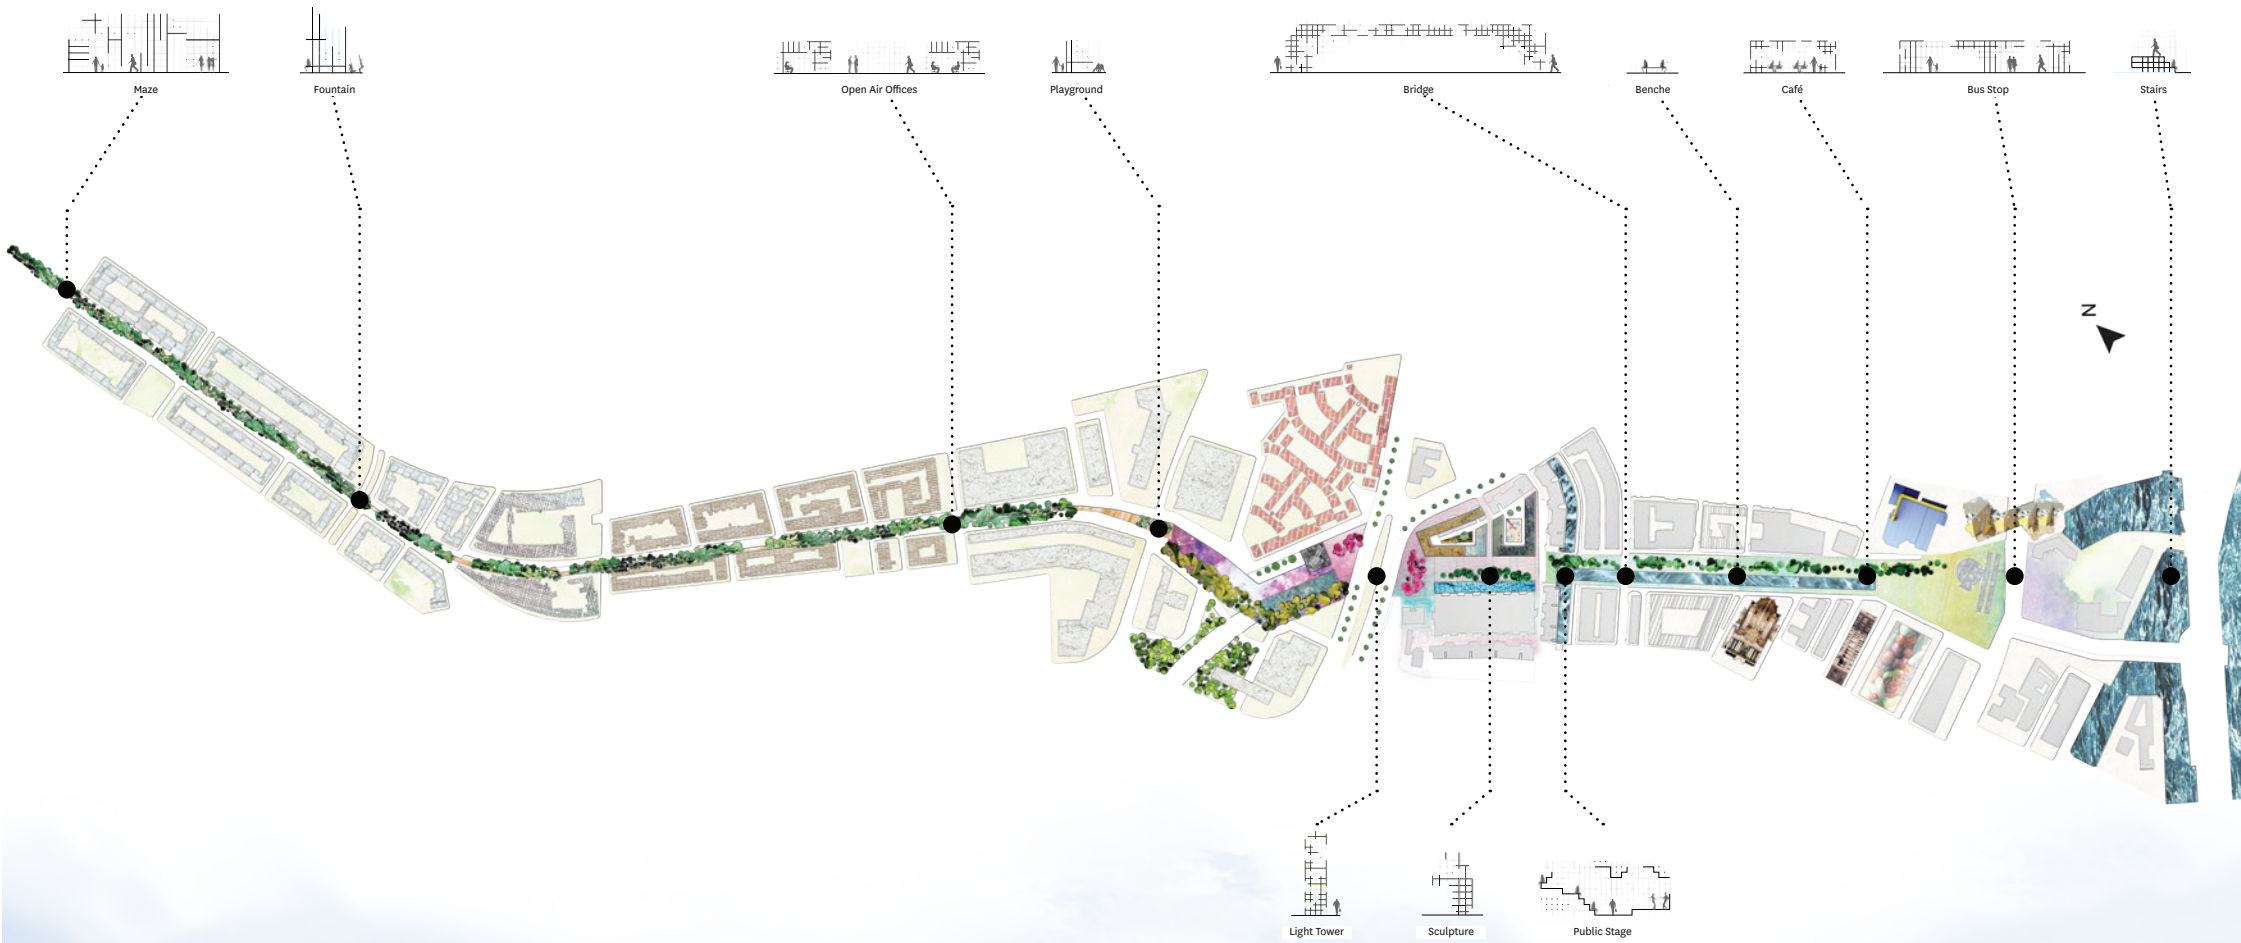 Maze
Fountain
Open Air Offices
Playground
Bridge
Benche
Café
Bus Stop
Stairs
N
Light Tower
Sculpture
Public Stage